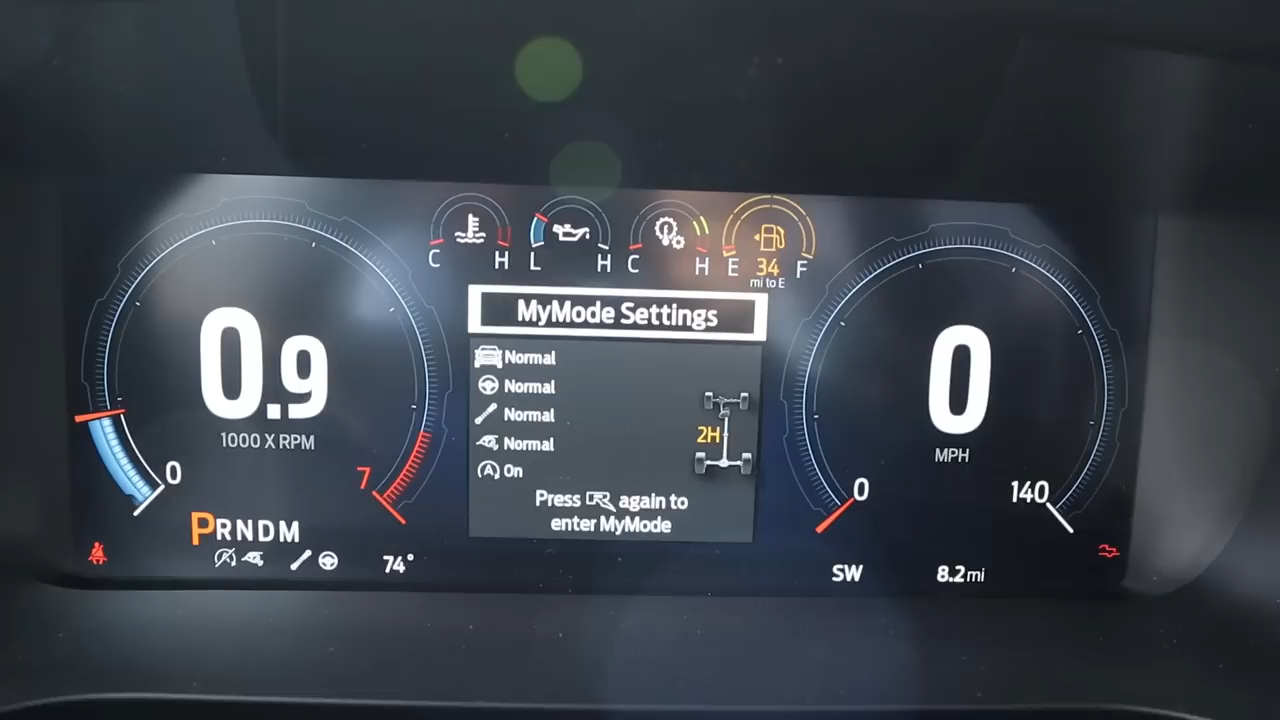 C H
L H
C H
E 34 F
mi to E
MyMode Settings
Normal
Normal
Normal
Normal
A On
2H
Press R again to
enter MyMode
0.9
1000 X RPM
0
7
PRNDM
A
74°
0
MPH
0
140
SW
8.2mi